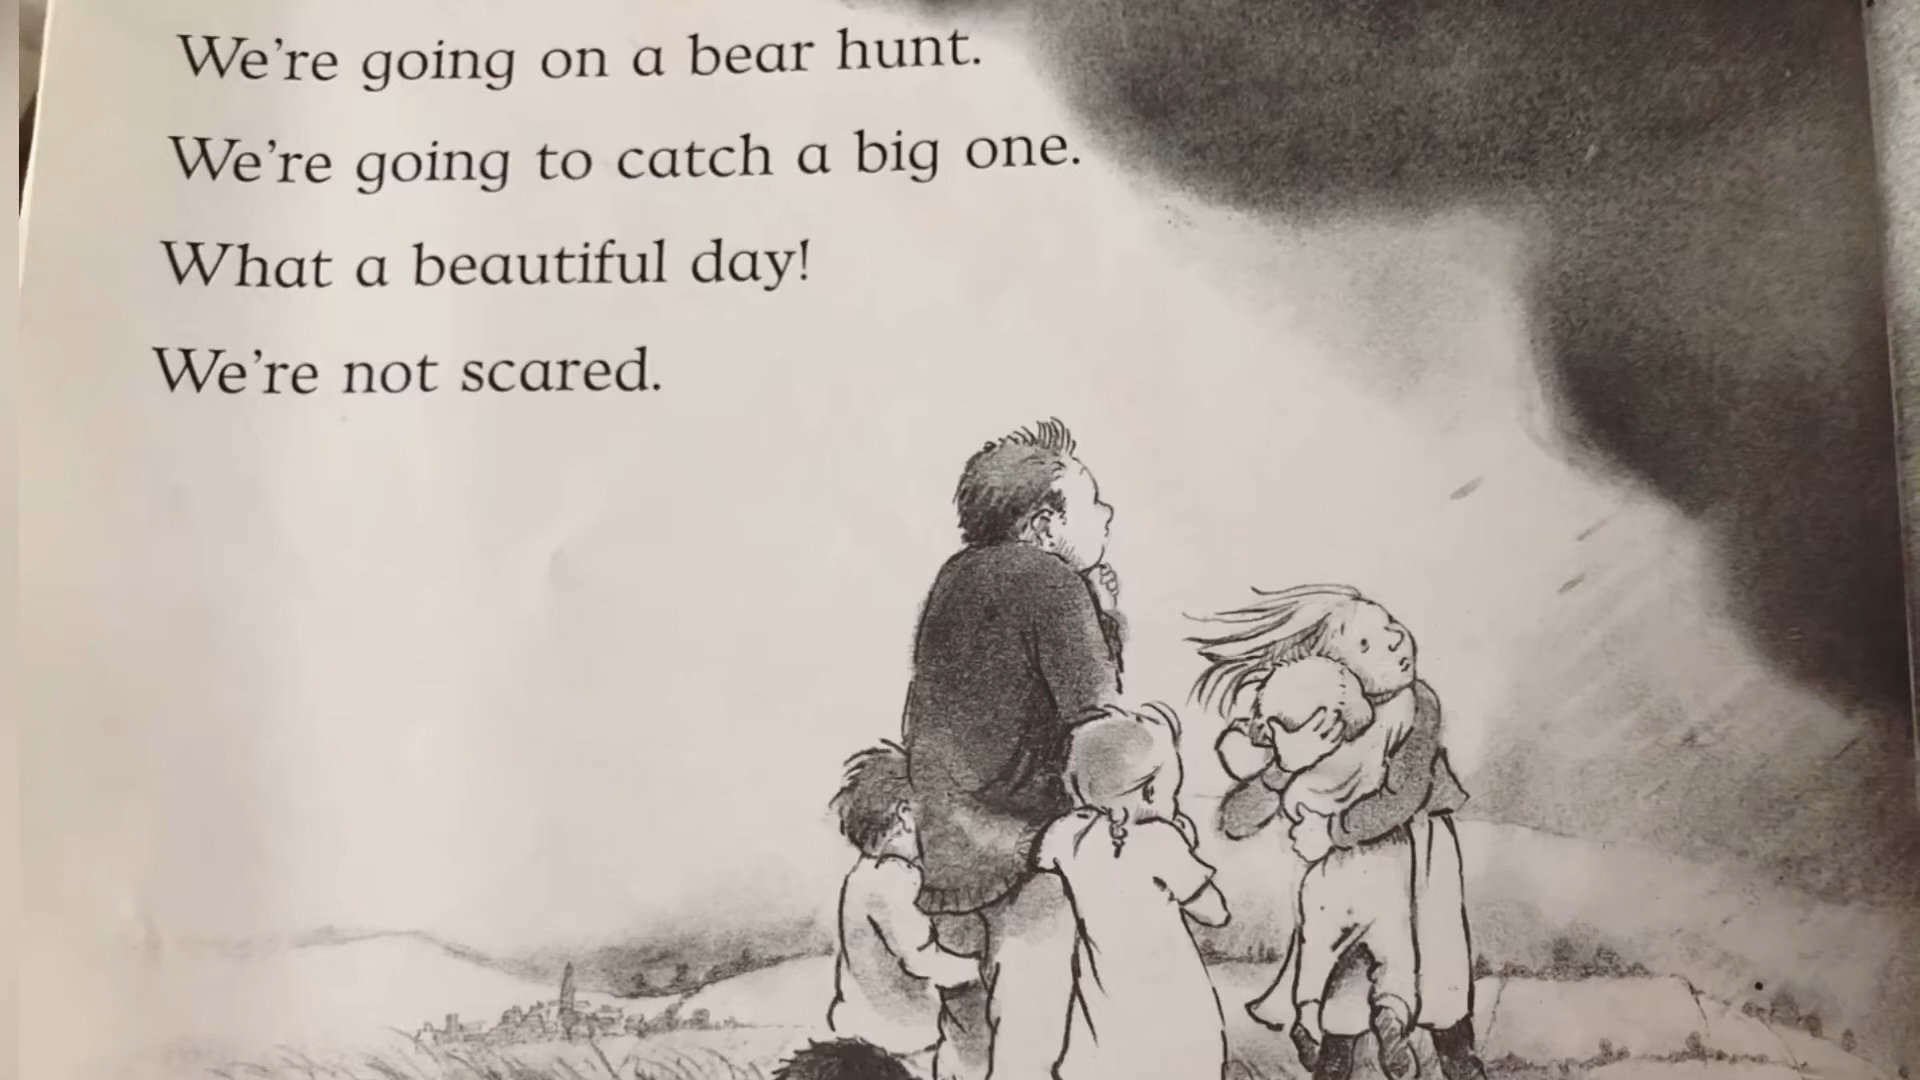 We're going on a bear hunt.
We're going to catch a big one.
What a beautiful day!
We're not scared.